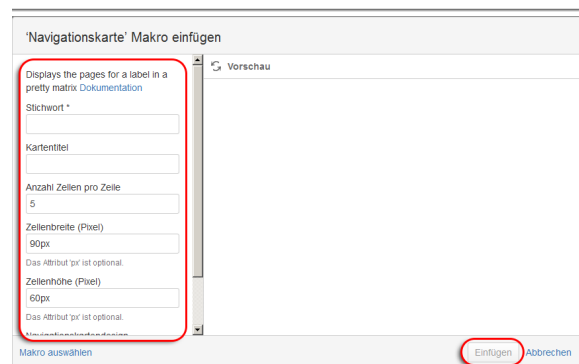 'Navigationskarte' Makro einfügen
Displays the pages for a label in a
pretty matrix Dokumentation
Stichwort *
Kartentitel
Anzahl Zellen pro Zeile
5
Zellenbreite (Pixel)
90px
Das Attribut 'px' ist optional.
Zellenhöhe (Pixel)
60px
Das Attribut 'px' ist optional.
Navigationskartendesign
Vorschau
Makro auswählen
Einfügen
Abbrechen